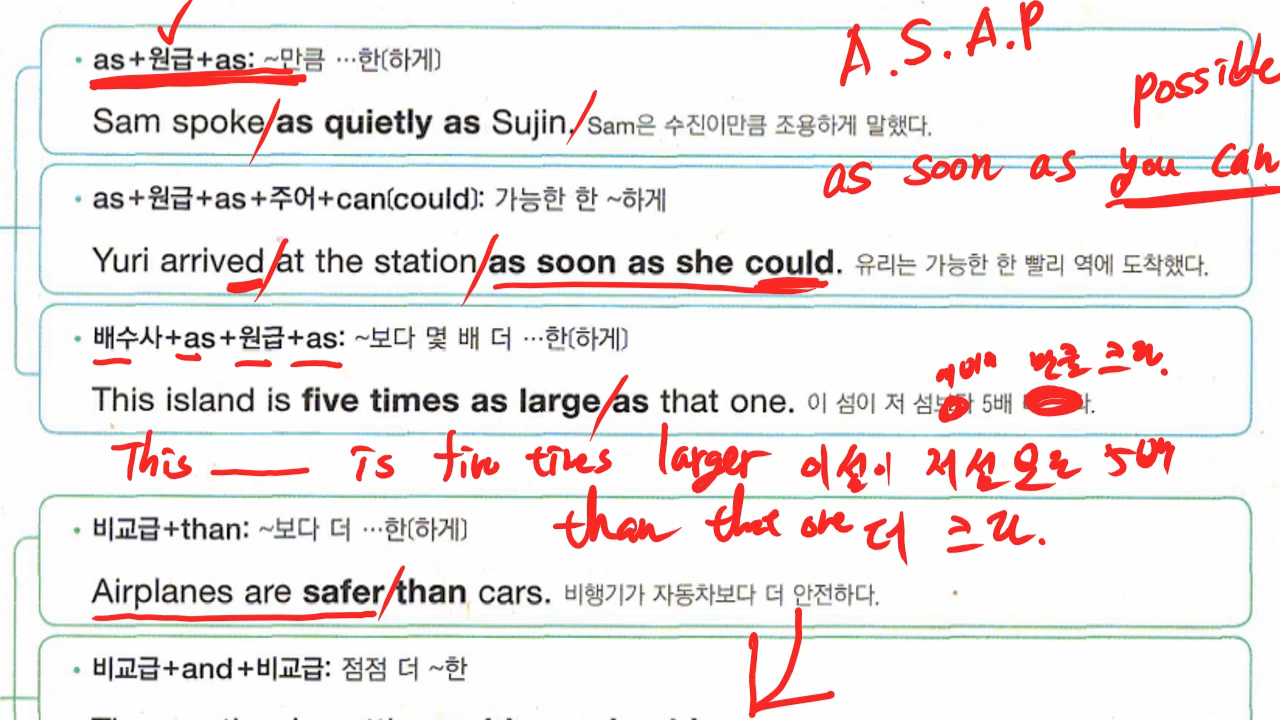 • as+원급+as: ~만큼 …한(하게)
A.S.A.P
possible
Sam spoke as quietly as Sujin. Sam은 수진이만큼 조용하게 말했다.
as soon as you can
• as+원급+as+주어+can(could): 가능한 한 ~하게
Yuri arrived at the station as soon as she could. 유리는 가능한 한 빨리 역에 도착했다.
• 배수사+as+원급+as: ~보다 몇 배 더 …한(하게)
만큼 크다.
This island is five times as large as that one. 이 섬이 저 섬 5배
This is five times larger 이섬이 저섬 5배
than that one 더 크다.
• 비교급+than: ~보다 더 …한(하게)
Airplanes are safer than cars. 비행기가 자동차보다 더 안전하다.
• 비교급+and+비교급: 점점 더 ~한